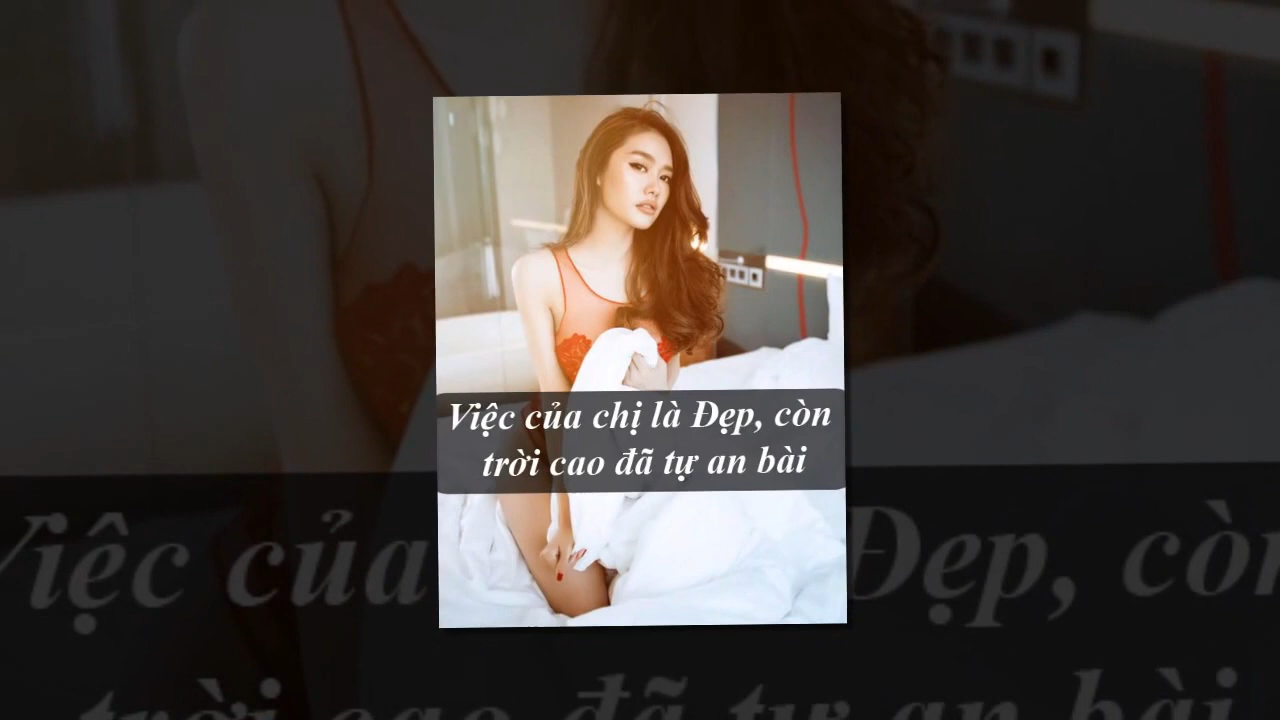 Việc của chị là Đẹp, còn
trời cao đã tự an bài